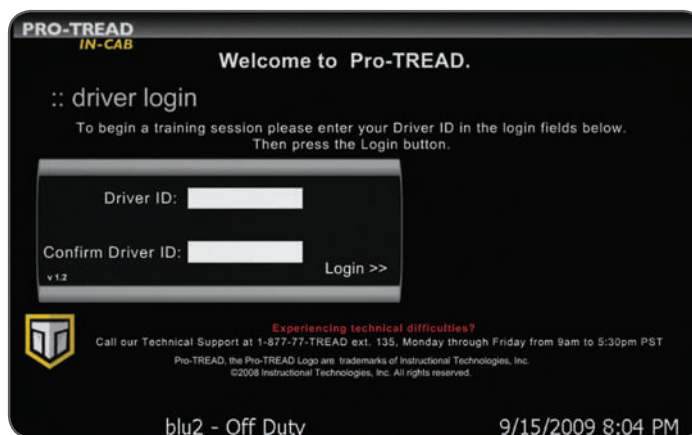 PRO-TREAD
IN-CAB
Welcome to Pro-TREAD.
:: driver login
To begin a training session please enter your Driver ID in the login fields below.
Then press the Login button.
Driver ID:
Confirm Driver ID:
v 1.2
Login >>
Experiencing technical difficulties?
Call our Technical Support at 1-877-77-TREAD ext. 135, Monday through Friday from 9am to 5:30pm PST
Pro-TREAD, the Pro-TREAD Logo are trademarks of Instructional Technologies, Inc.
©2008 Instructional Technologies, Inc. All rights reserved.
blu2 - Off Duty
9/15/2009 8:04 PM